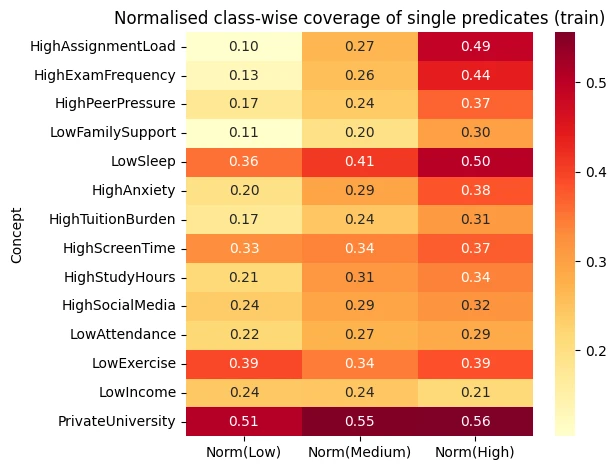 Normalised class-wise coverage of single predicates (train)
HighAssignmentLoad 0.10 0.27 0.49
HighExamFrequency 0.13 0.26 0.44
HighPeerPressure 0.17 0.24 0.37
LowFamilySupport 0.11 0.20 0.30
LowSleep 0.36 0.41 0.50
HighAnxiety 0.20 0.29 0.38
HighTuitionBurden 0.17 0.24 0.31
HighScreenTime 0.33 0.34 0.37
HighStudyHours 0.21 0.31 0.34
HighSocialMedia 0.24 0.29 0.32
LowAttendance 0.22 0.27 0.29
LowExercise 0.39 0.34 0.39
LowIncome 0.24 0.24 0.21
PrivateUniversity 0.51 0.55 0.56
Norm(Low) Norm(Medium) Norm(High)
Concept
0.5
0.4
0.3
0.2